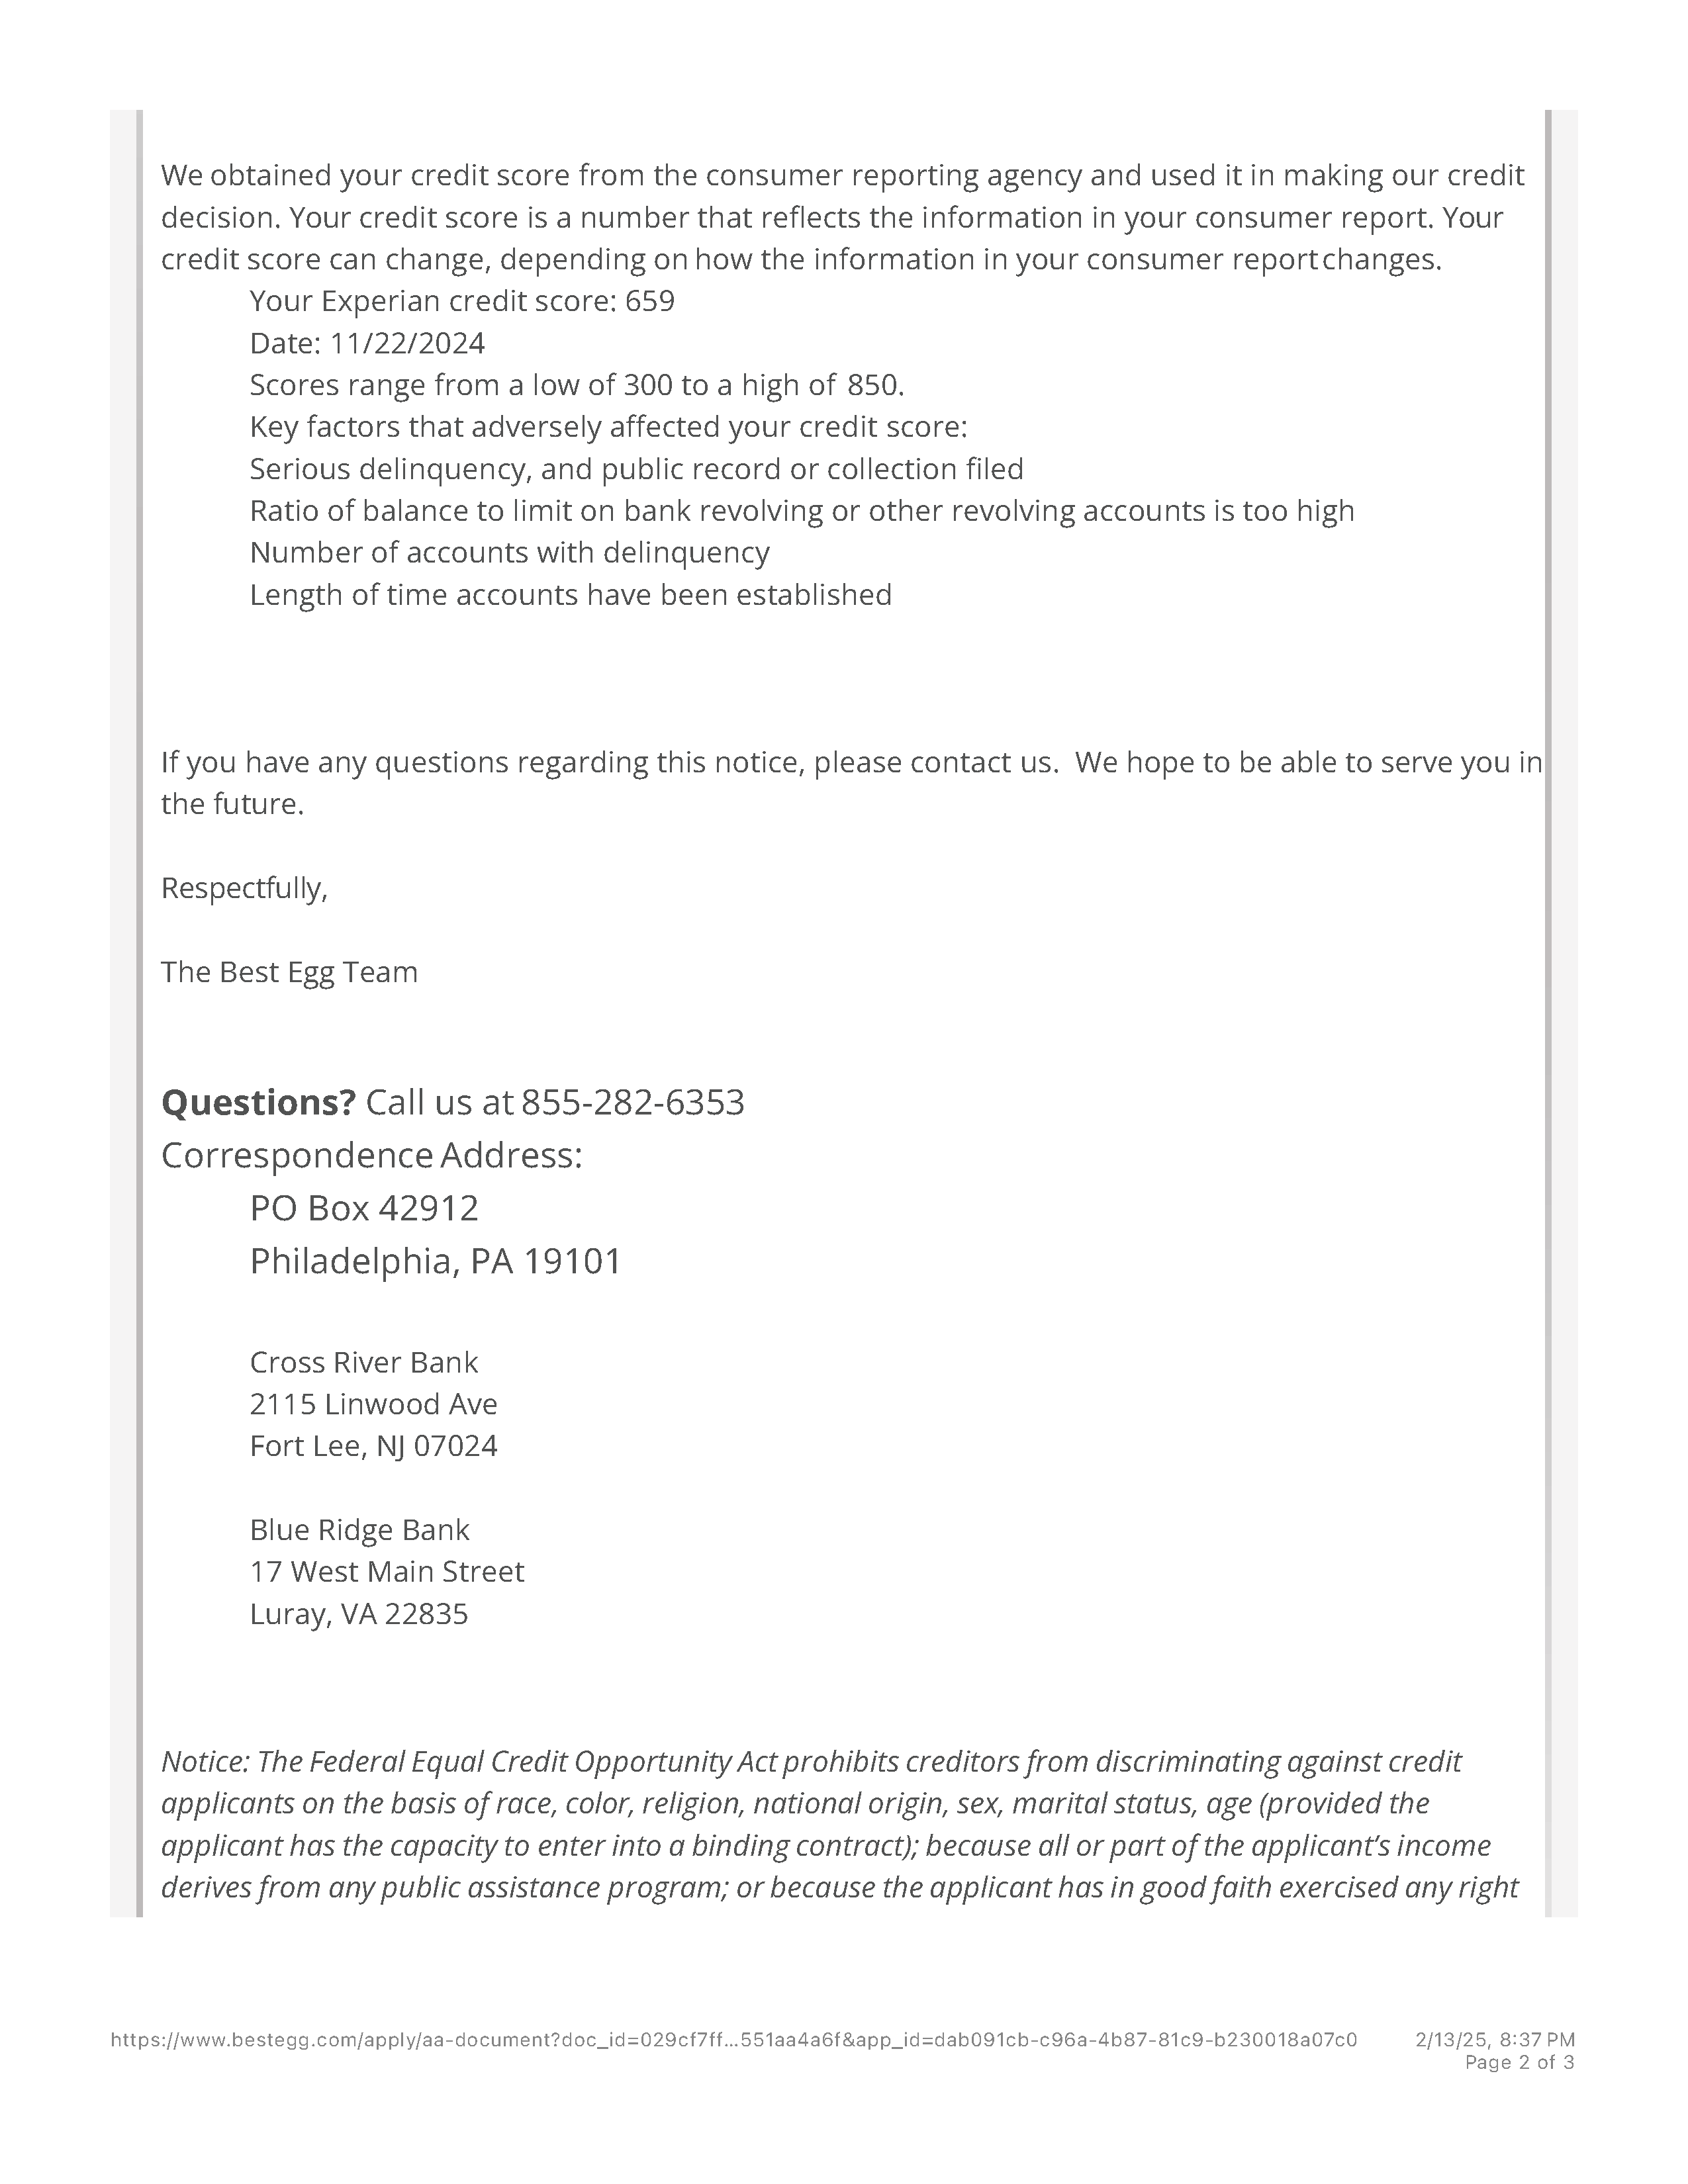 We obtained your credit score from the consumer reporting agency and used it in making our credit
decision. Your credit score is a number that reflects the information in your consumer report. Your
credit score can change, depending on how the information in your consumer report changes.
Your Experian credit score: 659
Date: 11/22/2024
Scores range from a low of 300 to a high of 850.
Key factors that adversely affected your credit score:
Serious delinquency, and public record or collection filed
Ratio of balance to limit on bank revolving or other revolving accounts is too high
Number of accounts with delinquency
Length of time accounts have been established
If you have any questions regarding this notice, please contact us.  We hope to be able to serve you in
the future.
Respectfully,
The Best Egg Team
Questions? Call us at 855-282-6353
Correspondence Address:
PO Box 42912
Philadelphia, PA 19101
Cross River Bank
2115 Linwood Ave
Fort Lee, NJ 07024
Blue Ridge Bank
17 West Main Street
Luray, VA 22835
Notice: The Federal Equal Credit Opportunity Act prohibits creditors from discriminating against credit
applicants on the basis of race, color, religion, national origin, sex, marital status, age (provided the
applicant has the capacity to enter into a binding contract); because all or part of the applicant’s income
derives from any public assistance program; or because the applicant has in good faith exercised any right
https://www.bestegg.com/apply/aa-document?doc_id=029cf7ff…551aa4a6f&app_id=dab091cb-c96a-4b87-81c9-b230018a07c0 2/13/25, 8:37 PM
Page 2 of 3